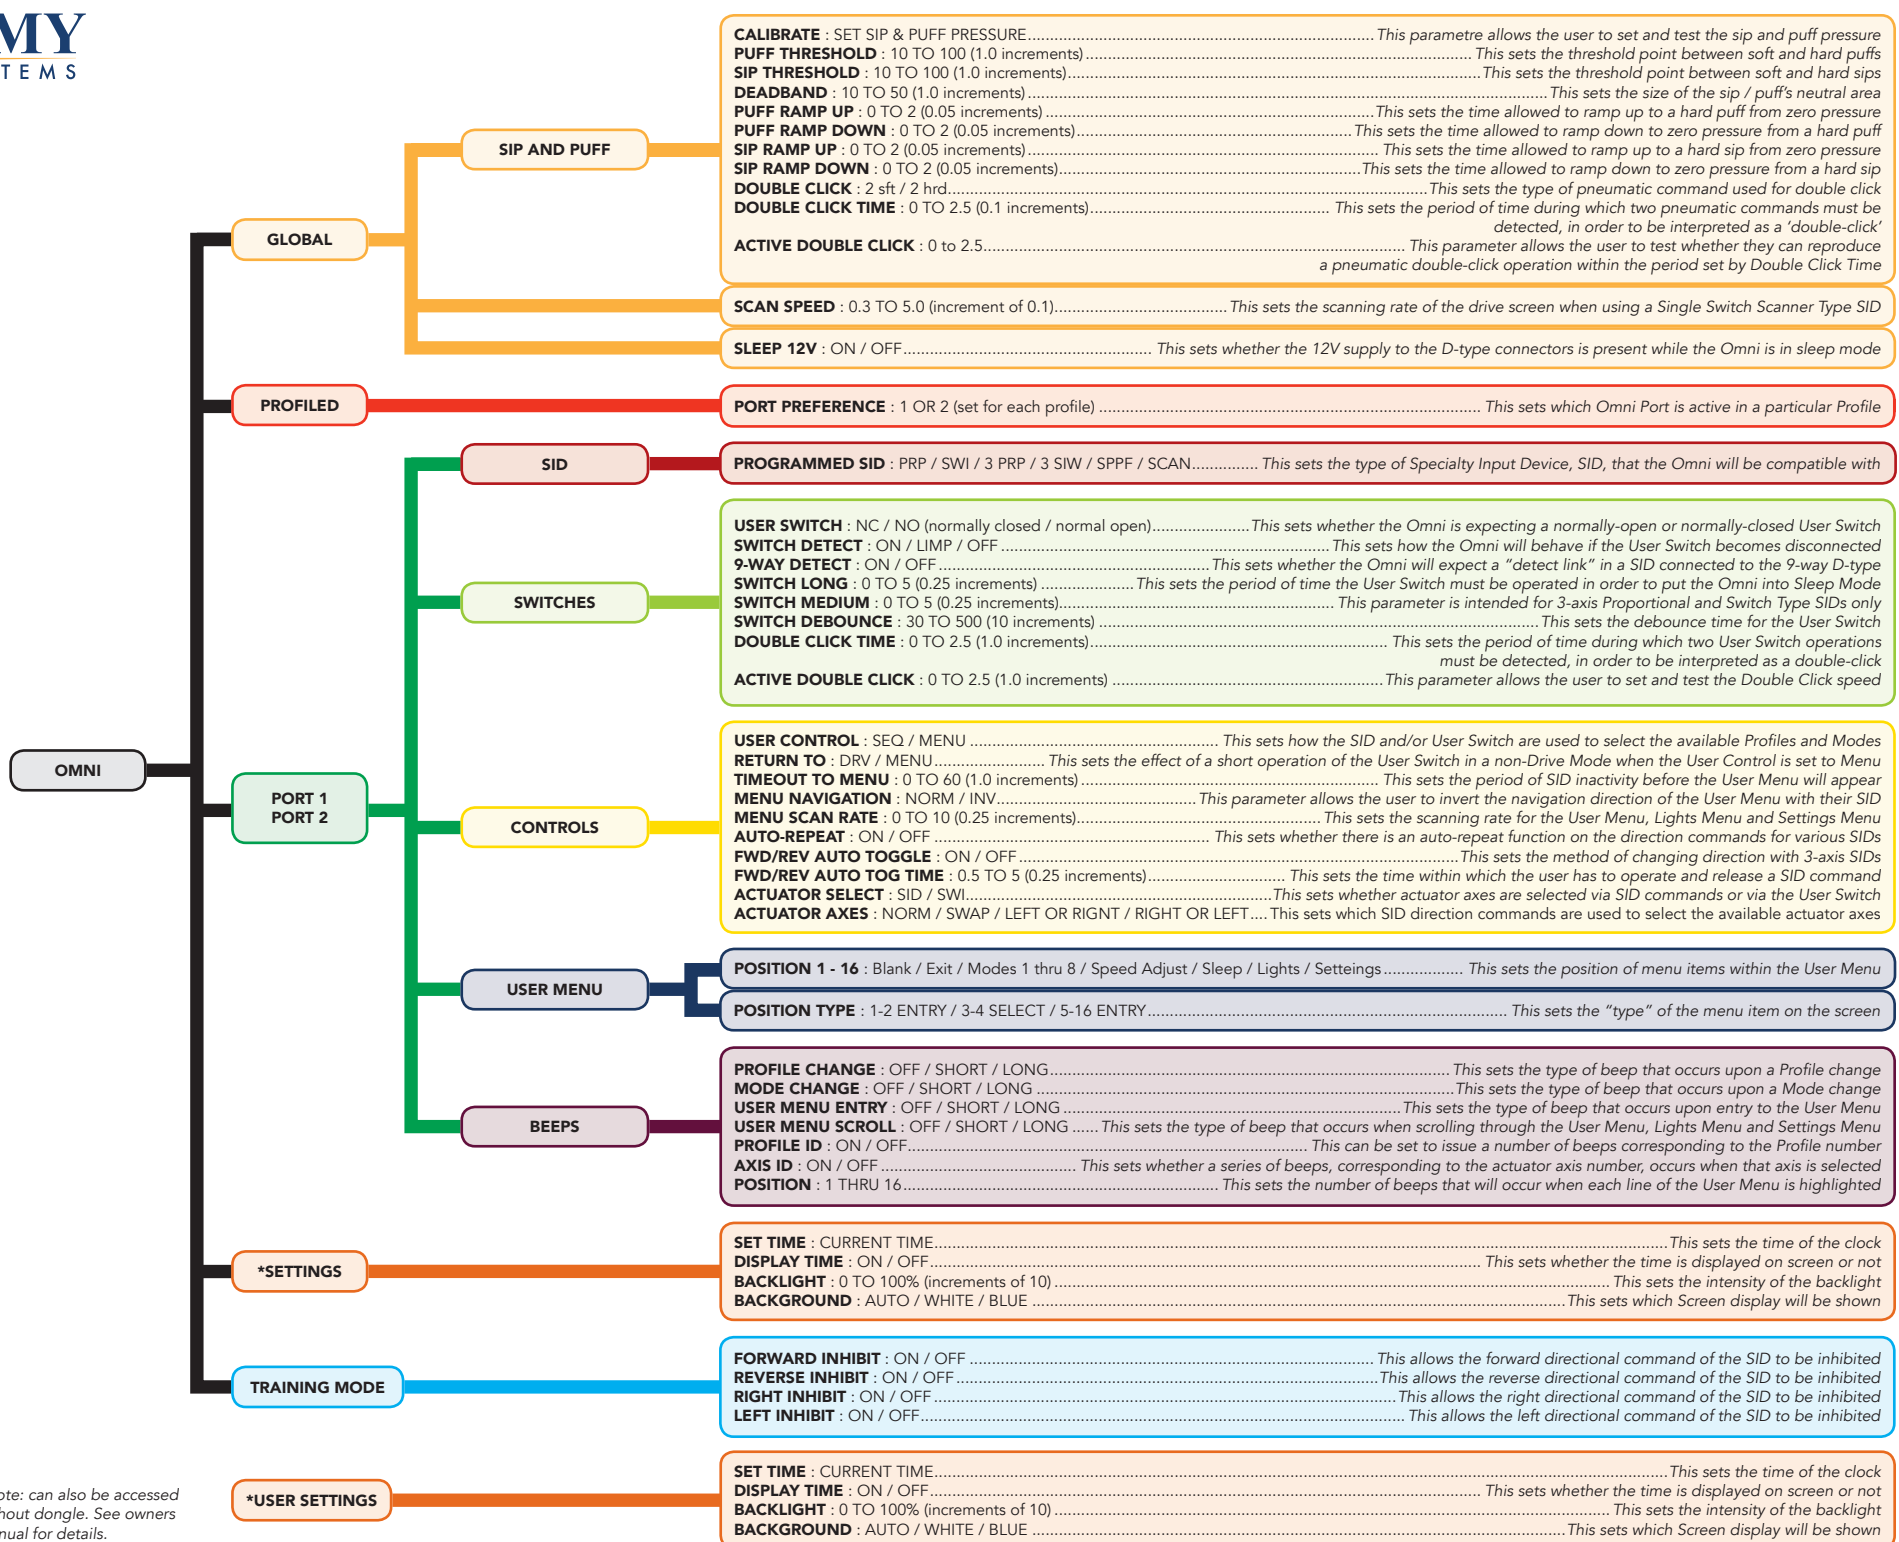 MY
TEMS
CALIBRATE : SET SIP & PUFF PRESSURE......This parametre allows the user to set and test the sip and puff pressure
PUFF THRESHOLD : 10 TO 100 (1.0 increments)......This sets the threshold point between soft and hard puffs
SIP THRESHOLD : 10 TO 100 (1.0 increments)......This sets the threshold point between soft and hard sips
DEADBAND : 10 TO 50 (1.0 increments)......This sets the size of the sip / puff's neutral area
PUFF RAMP UP : 0 TO 2 (0.05 increments)......This sets the time allowed to ramp up to a hard puff from zero pressure
PUFF RAMP DOWN : 0 TO 2 (0.05 increments)......This sets the time allowed to ramp down to zero pressure from a hard puff
SIP RAMP UP : 0 TO 2 (0.05 increments)......This sets the time allowed to ramp up to a hard sip from zero pressure
SIP RAMP DOWN : 0 TO 2 (0.05 increments)......This sets the time allowed to ramp down to zero pressure from a hard sip
DOUBLE CLICK : 2 sft / 2 hrd......This sets the type of pneumatic command used for double click
DOUBLE CLICK TIME : 0 TO 2.5 (0.1 increments)......This sets the period of time during which two pneumatic commands must be
detected, in order to be interpreted as a 'double-click'
ACTIVE DOUBLE CLICK : 0 to 2.5......This parameter allows the user to test whether they can reproduce
a pneumatic double-click operation within the period set by Double Click Time
SIP AND PUFF
GLOBAL
SCAN SPEED : 0.3 TO 5.0 (increment of 0.1)......This sets the scanning rate of the drive screen when using a Single Switch Scanner Type SID
SLEEP 12V : ON / OFF......This sets whether the 12V supply to the D-type connectors is present while the Omni is in sleep mode
PROFILED
PORT PREFERENCE : 1 OR 2 (set for each profile)......This sets which Omni Port is active in a particular Profile
SID
PROGRAMMED SID : PRP / SWI / 3 PRP / 3 SIW / SPPF / SCAN......This sets the type of Specialty Input Device, SID, that the Omni will be compatible with
USER SWITCH : NC / NO (normally closed / normal open)......This sets whether the Omni is expecting a normally-open or normally-closed User Switch
SWITCH DETECT : ON / LIMP / OFF......This sets how the Omni will behave if the User Switch becomes disconnected
9-WAY DETECT : ON / OFF......This sets whether the Omni will expect a "detect link" in a SID connected to the 9-way D-type
SWITCH LONG : 0 TO 5 (0.25 increments)......This sets the period of time the User Switch must be operated in order to put the Omni into Sleep Mode
SWITCH MEDIUM : 0 TO 5 (0.25 increments)......This parameter is intended for 3-axis Proportional and Switch Type SIDs only
SWITCH DEBOUNCE : 30 TO 500 (10 increments)......This sets the debounce time for the User Switch
DOUBLE CLICK TIME : 0 TO 2.5 (1.0 increments)......This sets the period of time during which two User Switch operations
must be detected, in order to be interpreted as a double-click
ACTIVE DOUBLE CLICK : 0 TO 2.5 (1.0 increments)......This parameter allows the user to set and test the Double Click speed
SWITCHES
OMNI
PORT 1
PORT 2
CONTROLS
USER CONTROL : SEQ / MENU......This sets how the SID and/or User Switch are used to select the available Profiles and Modes
RETURN TO : DRV / MENU......This sets the effect of a short operation of the User Switch in a non-Drive Mode when the User Control is set to Menu
TIMEOUT TO MENU : 0 TO 60 (1.0 increments)......This sets the period of SID inactivity before the User Menu will appear
MENU NAVIGATION : NORM / INV......This parameter allows the user to invert the navigation direction of the User Menu with their SID
MENU SCAN RATE : 0 TO 10 (0.25 increments)......This sets the scanning rate for the User Menu, Lights Menu and Settings Menu
AUTO-REPEAT : ON / OFF......This sets whether there is an auto-repeat function on the direction commands for various SIDs
FWD/REV AUTO TOGGLE : ON / OFF......This sets the method of changing direction with 3-axis SIDs
FWD/REV AUTO TOG TIME : 0.5 TO 5 (0.25 increments)......This sets the time within which the user has to operate and release a SID command
ACTUATOR SELECT : SID / SWI......This sets whether actuator axes are selected via SID commands or via the User Switch
ACTUATOR AXES : NORM / SWAP / LEFT OR RIGNT / RIGHT OR LEFT....This sets which SID direction commands are used to select the available actuator axes
USER MENU
POSITION 1 - 16 : Blank / Exit / Modes 1 thru 8 / Speed Adjust / Sleep / Lights / Setteings......This sets the position of menu items within the User Menu
POSITION TYPE : 1-2 ENTRY / 3-4 SELECT / 5-16 ENTRY......This sets the "type" of the menu item on the screen
BEEPS
PROFILE CHANGE : OFF / SHORT / LONG......This sets the type of beep that occurs upon a Profile change
MODE CHANGE : OFF / SHORT / LONG......This sets the type of beep that occurs upon a Mode change
USER MENU ENTRY : OFF / SHORT / LONG......This sets the type of beep that occurs upon entry to the User Menu
USER MENU SCROLL : OFF / SHORT / LONG......This sets the type of beep that occurs when scrolling through the User Menu, Lights Menu and Settings Menu
PROFILE ID : ON / OFF......This can be set to issue a number of beeps corresponding to the Profile number
AXIS ID : ON / OFF......This sets whether a series of beeps, corresponding to the actuator axis number, occurs when that axis is selected
POSITION : 1 THRU 16......This sets the number of beeps that will occur when each line of the User Menu is highlighted
*SETTINGS
SET TIME : CURRENT TIME......This sets the time of the clock
DISPLAY TIME : ON / OFF......This sets whether the time is displayed on screen or not
BACKLIGHT : 0 TO 100% (increments of 10)......This sets the intensity of the backlight
BACKGROUND : AUTO / WHITE / BLUE......This sets which Screen display will be shown
TRAINING MODE
FORWARD INHIBIT : ON / OFF......This allows the forward directional command of the SID to be inhibited
REVERSE INHIBIT : ON / OFF......This allows the reverse directional command of the SID to be inhibited
RIGHT INHIBIT : ON / OFF......This allows the right directional command of the SID to be inhibited
LEFT INHIBIT : ON / OFF......This allows the left directional command of the SID to be inhibited
*USER SETTINGS
SET TIME : CURRENT TIME......This sets the time of the clock
DISPLAY TIME : ON / OFF......This sets whether the time is displayed on screen or not
BACKLIGHT : 0 TO 100% (increments of 10)......This sets the intensity of the backlight
BACKGROUND : AUTO / WHITE / BLUE......This sets which Screen display will be shown
ote: can also be accessed
hout dongle. See owners
nual for details.